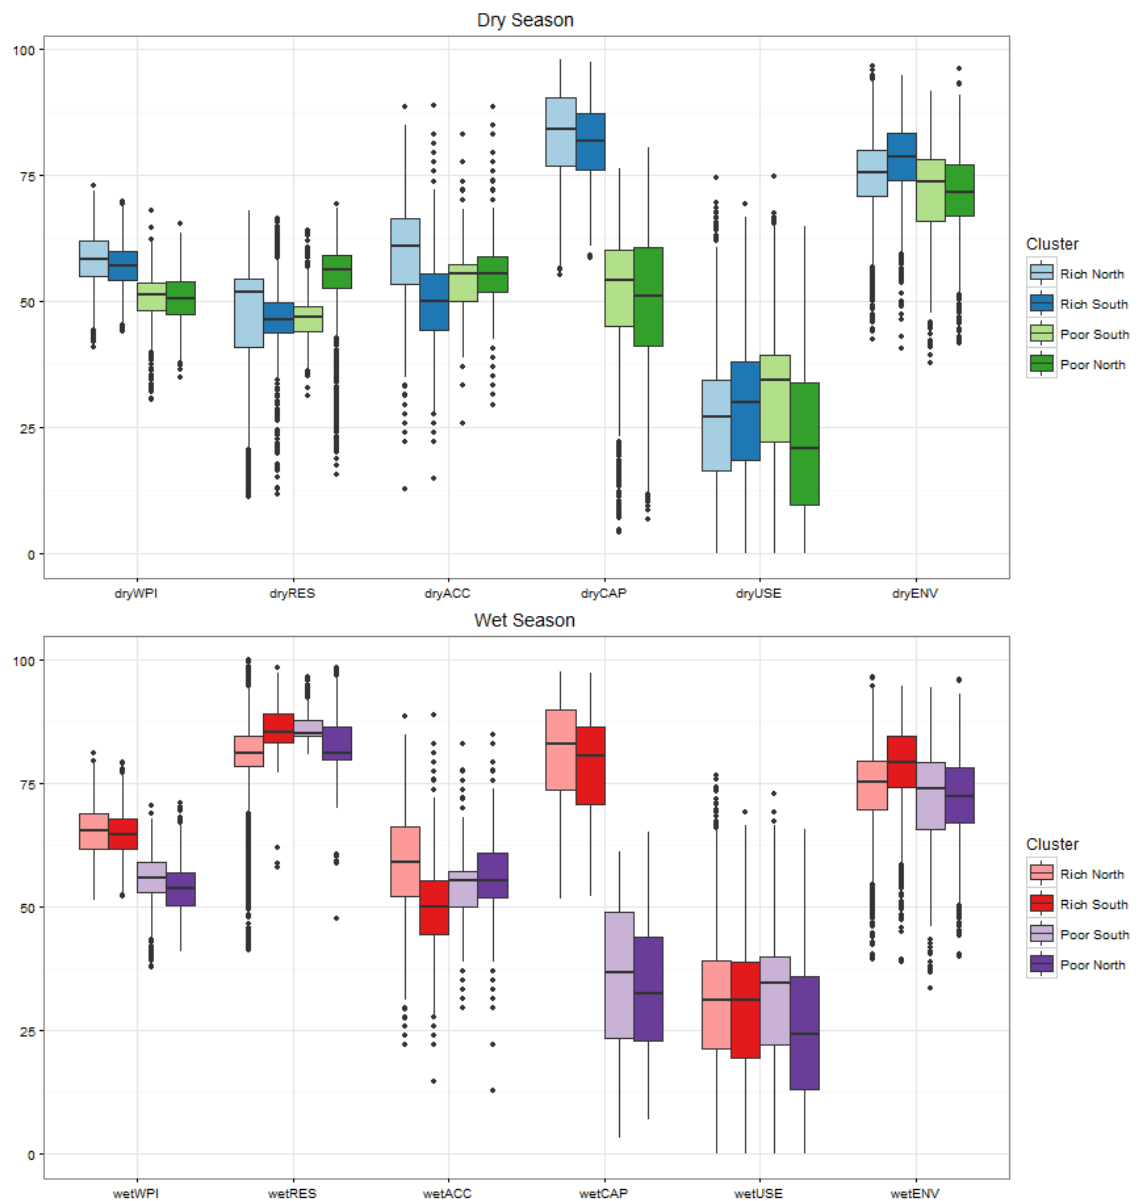 Dry Season
100
75
50
25
0
dryWPI dryRES dryACC dryCAP dryUSE dryENV
Cluster
Rich North
Rich South
Poor South
Poor North
Wet Season
100
75
50
25
0
wetWPI wetRES wetACC wetCAP wetUSE wetENV
Cluster
Rich North
Rich South
Poor South
Poor North